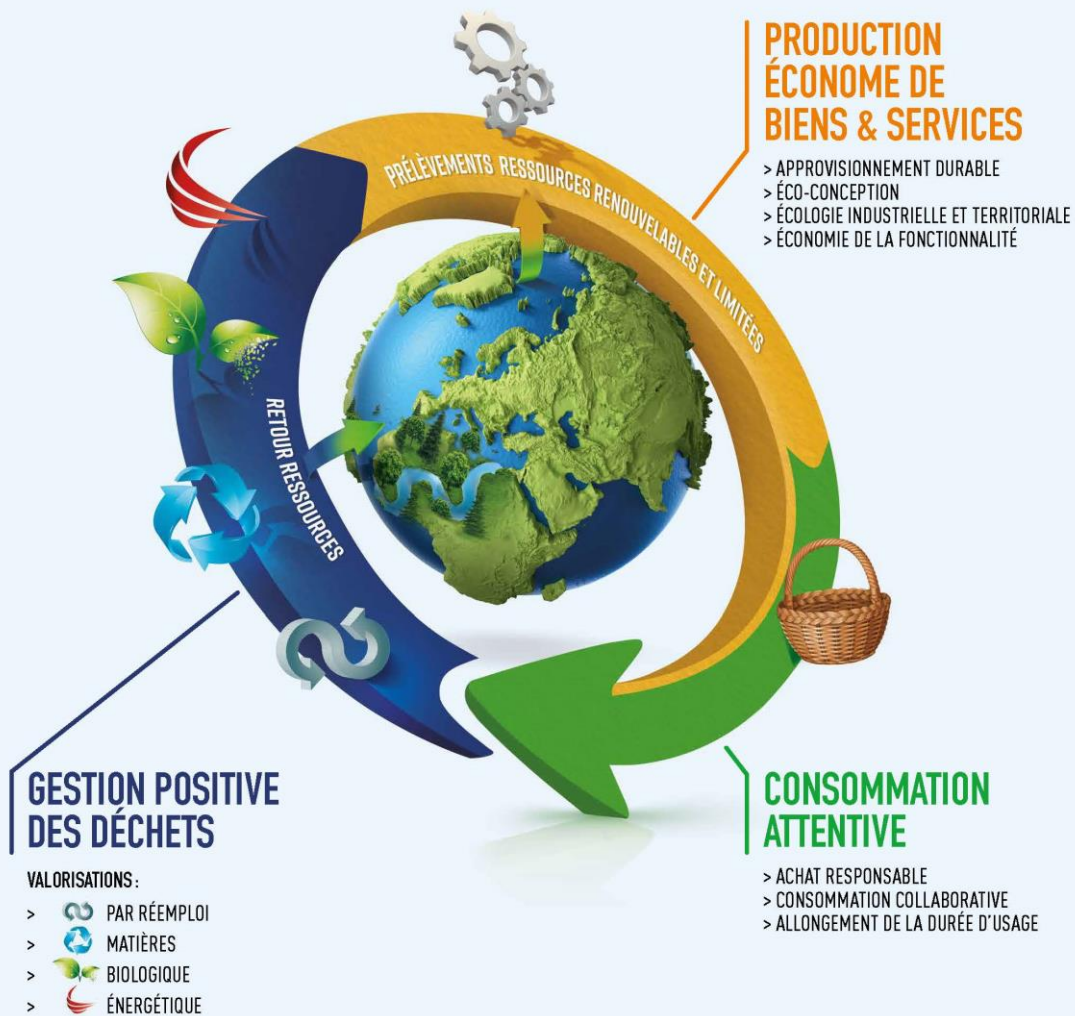 PRODUCTION
ÉCONOME DE
BIENS & SERVICES
> APPROVISIONNEMENT DURABLE
> ÉCO-CONCEPTION
> ÉCOLOGIE INDUSTRIELLE ET TERRITORIALE
> ÉCONOMIE DE LA FONCTIONNALITÉ
PRÉLÈVEMENTS RESSOURCES RENOUVELABLES ET LIMITÉES
RETOUR RESSOURCES
GESTION POSITIVE
DES DÉCHETS
VALORISATIONS :
> PAR RÉEMPLOI
> MATIÈRES
> BIOLOGIQUE
> ÉNERGÉTIQUE
CONSOMMATION
ATTENTIVE
> ACHAT RESPONSABLE
> CONSOMMATION COLLABORATIVE
> ALLONGEMENT DE LA DURÉE D'USAGE